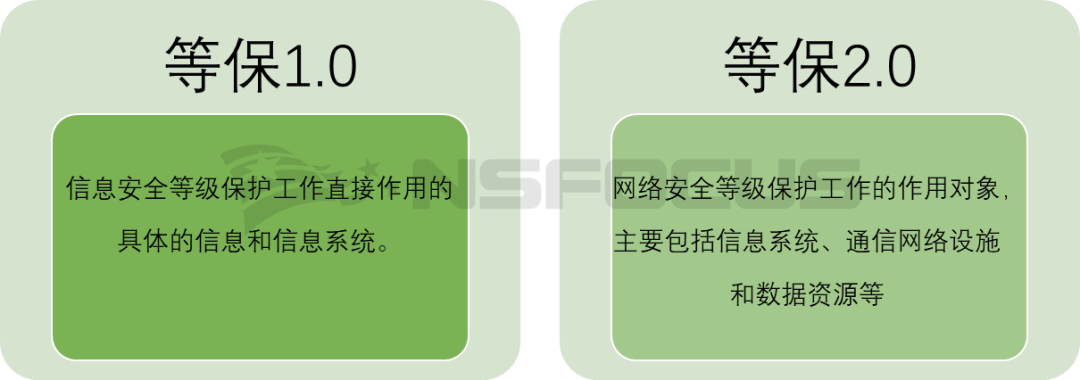 等保1.0
信息安全等级保护工作直接作用的
具体的信息和信息系统。
等保2.0
网络安全等级保护工作的作用对象，
主要包括信息系统、通信网络设施
和数据资源等
NSFOCUS